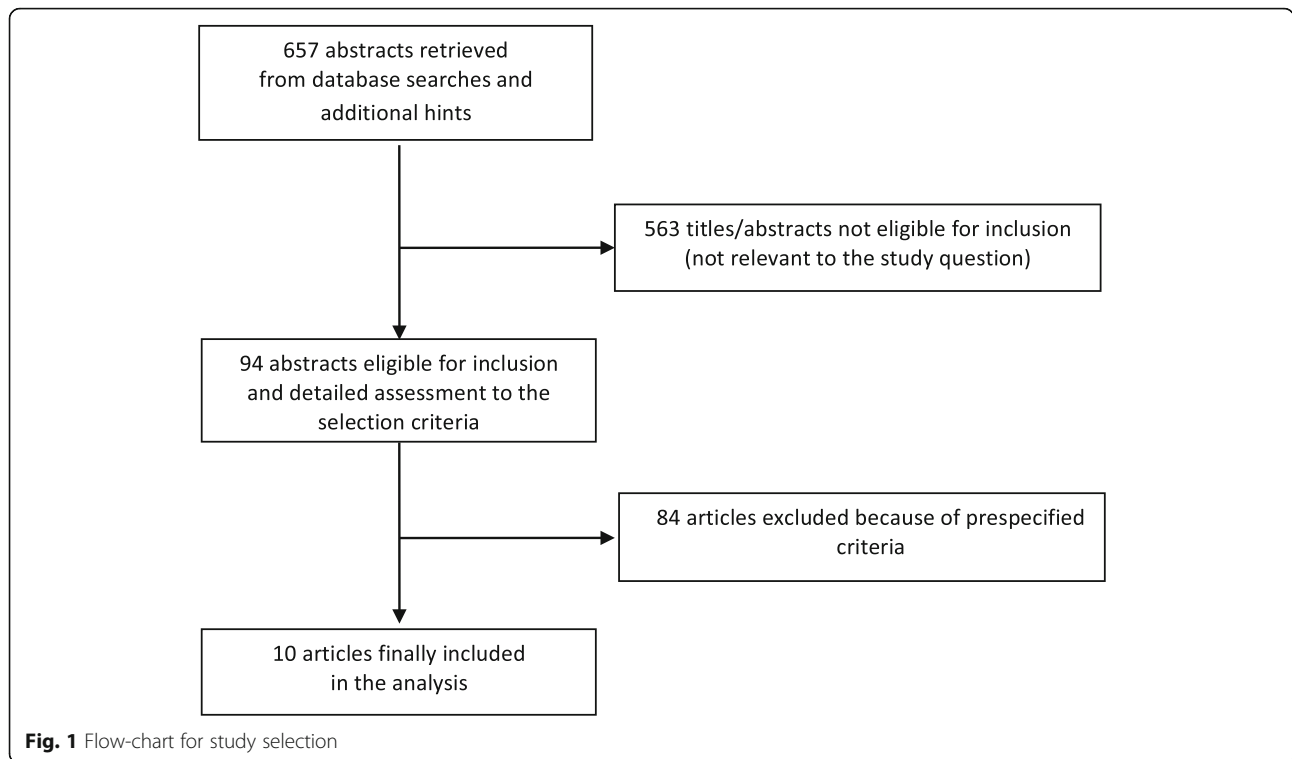 657 abstracts retrieved
from database searches and
additional hints
563 titles/abstracts not eligible for inclusion
(not relevant to the study question)
94 abstracts eligible for inclusion
and detailed assessment to the
selection criteria
84 articles excluded because of prespecified
criteria
10 articles finally included
in the analysis
Fig. 1 Flow-chart for study selection